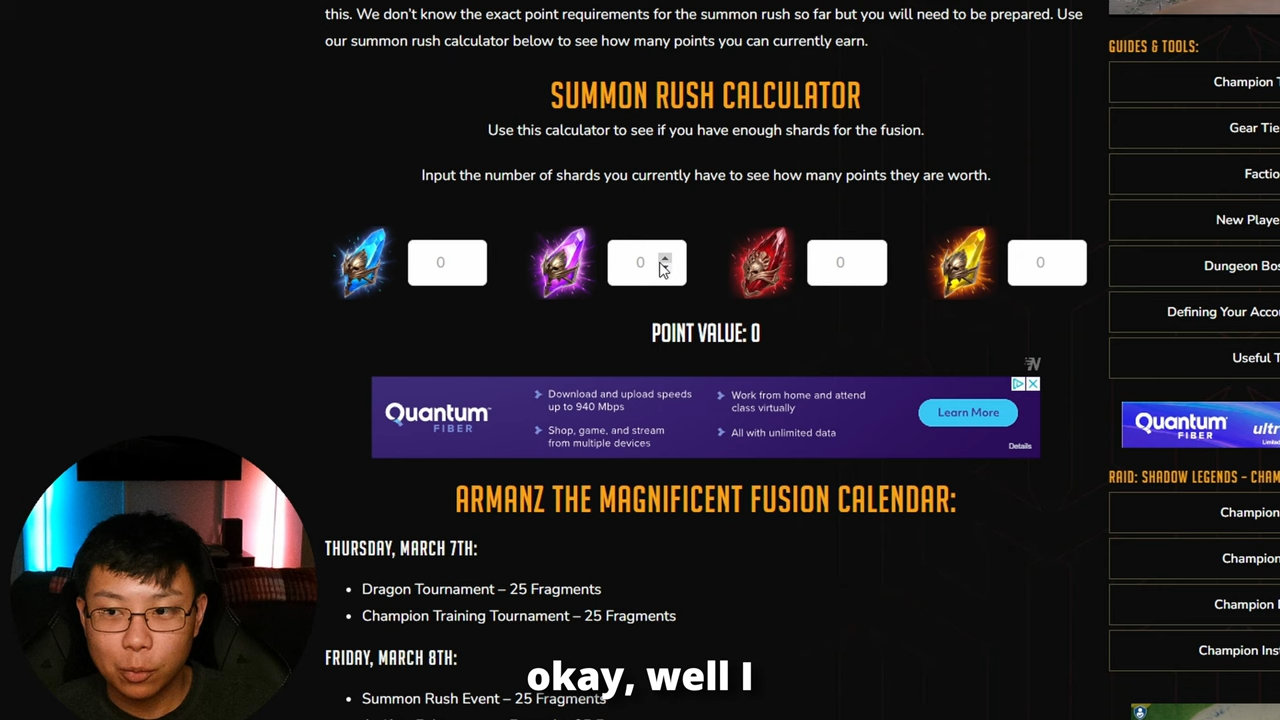 this. We don't know the exact point requirements for the summon rush so far but you will need to be prepared. Use
our summon rush calculator below to see how many points you can currently earn.
SUMMON RUSH CALCULATOR
Use this calculator to see if you have enough shards for the fusion.
Input the number of shards you currently have to see how many points they are worth.
0
0
0
0
POINT VALUE: 0
Quantum
FIBER
Download and upload speeds
up to 940 Mbps
Shop, game, and stream
from multiple devices
Work from home and attend
class virtually
All with unlimited data
Learn More
Details
ARMANZ THE MAGNIFICENT FUSION CALENDAR:
THURSDAY, MARCH 7TH:
• Dragon Tournament – 25 Fragments
• Champion Training Tournament – 25 Fragments
FRIDAY, MARCH 8TH:
• Summon Rush Event – 25 Fragments
okay, well I
GUIDES & TOOLS:
Champion T
Gear Tie
Factio
New Playe
Dungeon Bos
Defining Your Acco
Useful T
Quantum
FIBER
ultr
RAID: SHADOW LEGENDS – CHAM
Champion
Champion
Champion
Champion Ins